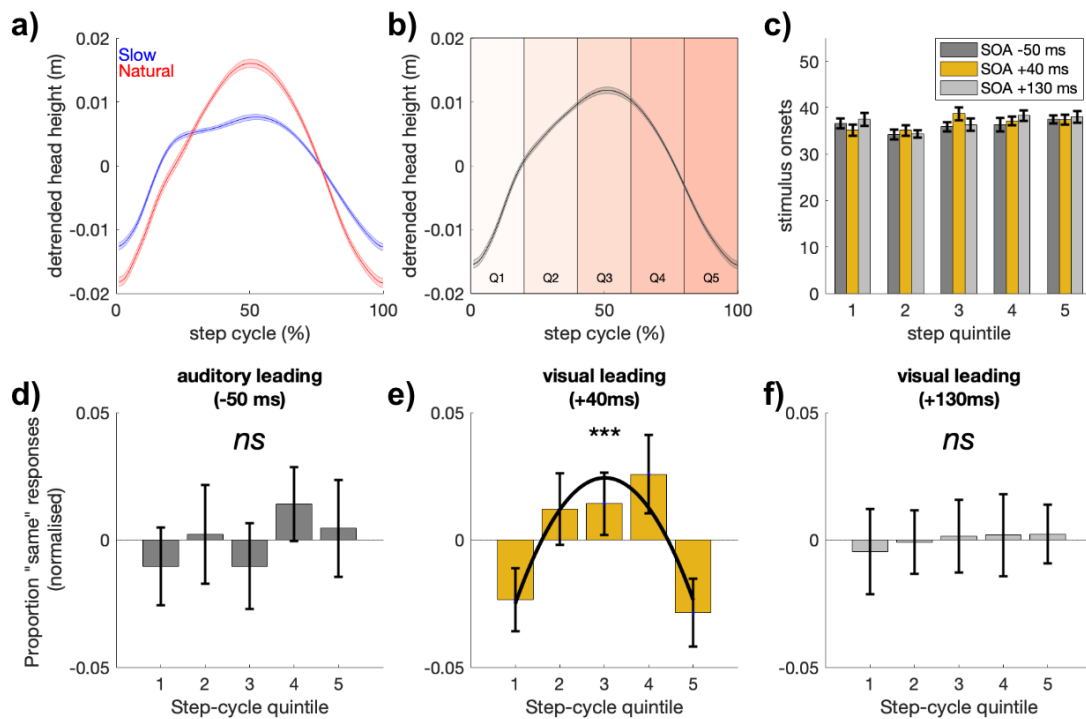 a)
Slow
Natural
0.02
0.01
0
-0.01
-0.02
detrended head height (m)
0
50
100
step cycle (%)
b)
0.02
0.01
0
-0.01
-0.02
detrended head height (m)
Q1
Q2
Q3
Q4
Q5
0
50
100
step cycle (%)
c)
SOA -50 ms
SOA +40 ms
SOA +130 ms
50
40
30
20
10
0
stimulus onsets
1
2
3
4
5
step quintile
d)
auditory leading
(-50 ms)
ns
0.05
0
-0.05
Proportion "same" responses
(normalised)
1
2
3
4
5
Step-cycle quintile
e)
visual leading
(+40ms)
***
0.05
0
-0.05
1
2
3
4
5
Step-cycle quintile
f)
visual leading
(+130ms)
ns
0.05
0
-0.05
1
2
3
4
5
Step-cycle quintile